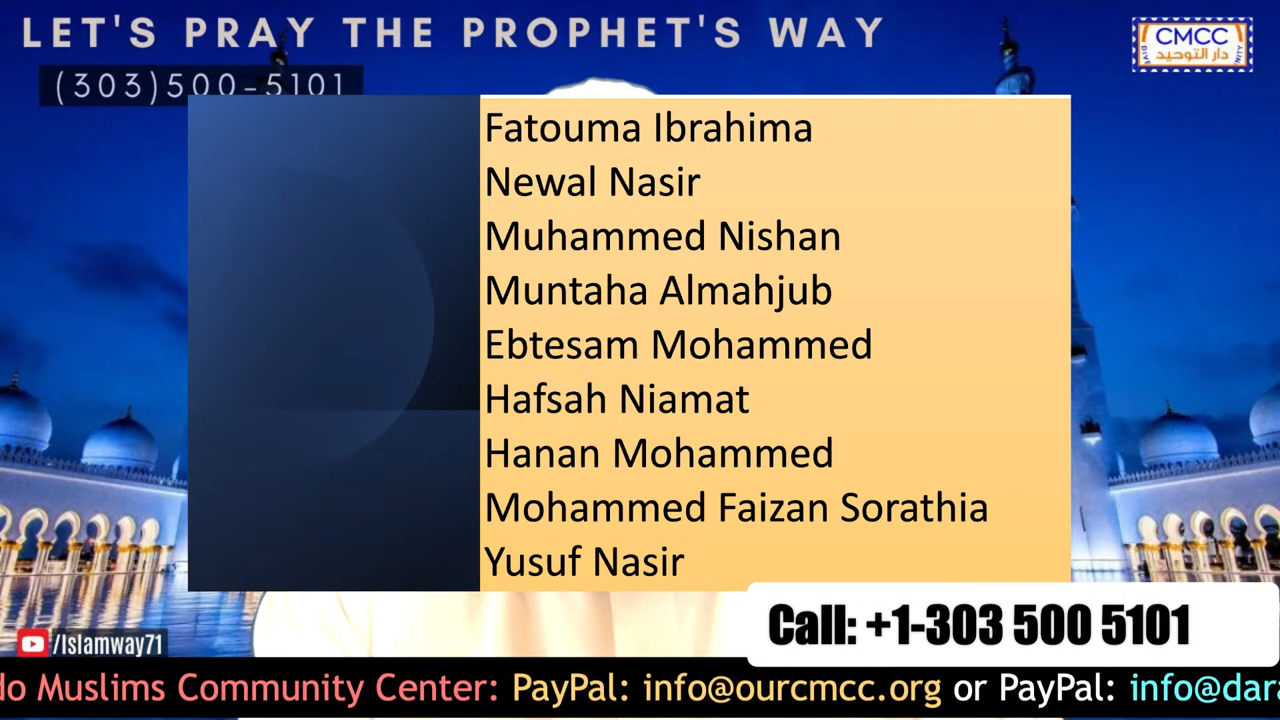 LET'S PRAY THE PROPHET'S WAY
(303)500-5101
CMCC
دار التوحيد
Fatouma Ibrahima
Newal Nasir
Muhammed Nishan
Muntaha Almahjub
Ebtesam Mohammed
Hafsah Niamat
Hanan Mohammed
Mohammed Faizan Sorathia
Yusuf Nasir
Call: +1-303 500 5101
/Islamway71
do Muslims Community Center: PayPal: info@ourcmcc.org or PayPal: info@dara